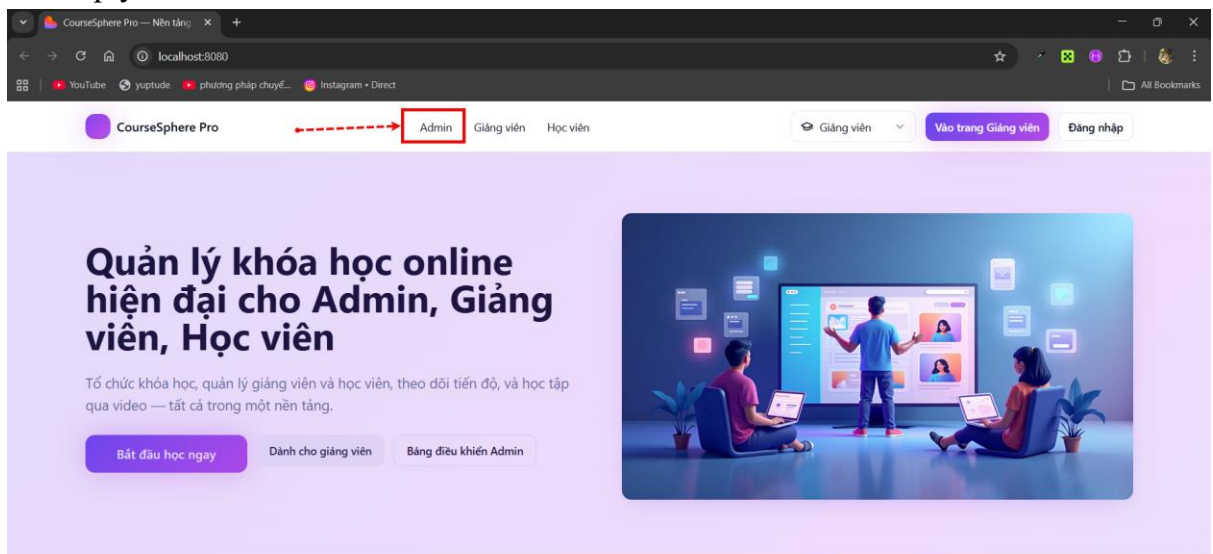 CourseSphere Pro — Nền tảng
localhost:8080
YouTube yuptude phương pháp chuyể... Instagram • Direct All Bookmarks
CourseSphere Pro Admin Giảng viên Học viên Giảng viên Vào trang Giảng viên Đăng nhập
Quản lý khóa học online
hiện đại cho Admin, Giảng
viên, Học viên
Tổ chức khóa học, quản lý giảng viên và học viên, theo dõi tiến độ, và học tập
qua video — tất cả trong một nền tảng.
Bắt đầu học ngay Dành cho giảng viên Bảng điều khiển Admin